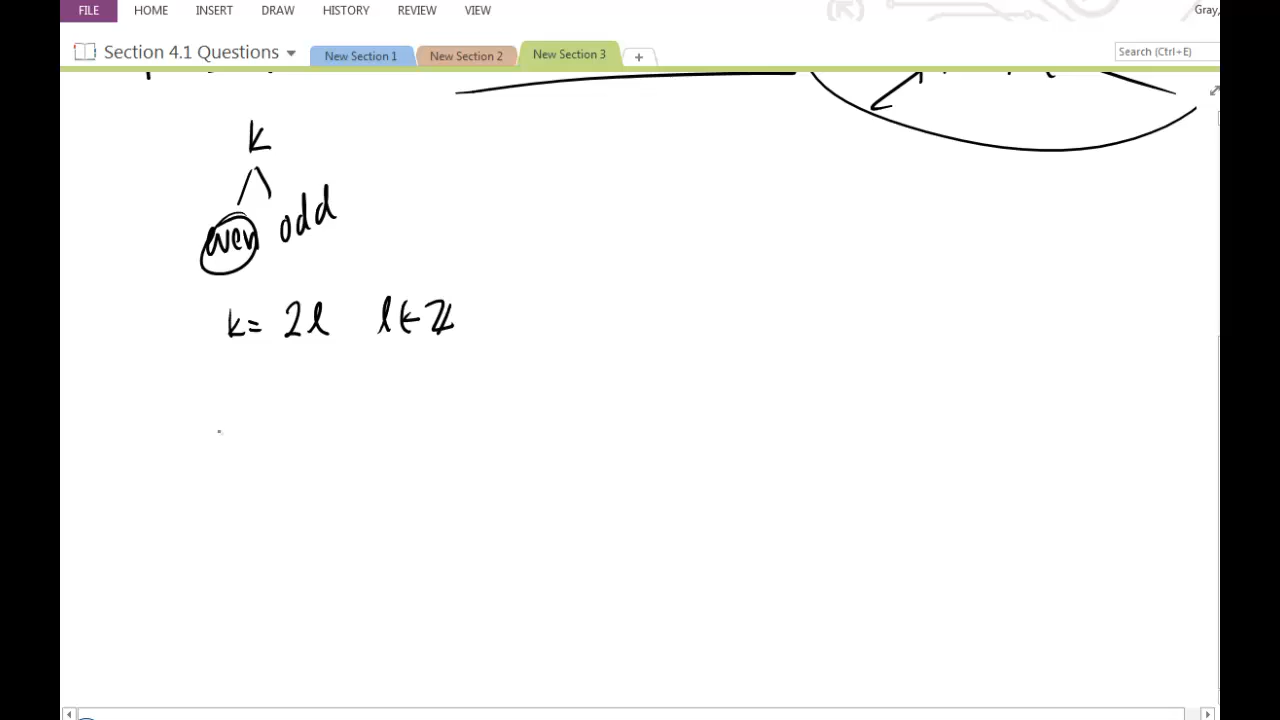 FILE HOME INSERT DRAW HISTORY REVIEW VIEW Gray,
Section 4.1 Questions New Section 1 New Section 2 New Section 3 + Search (Ctrl+E)
k
even odd
k = 2l l ∈ ℤ